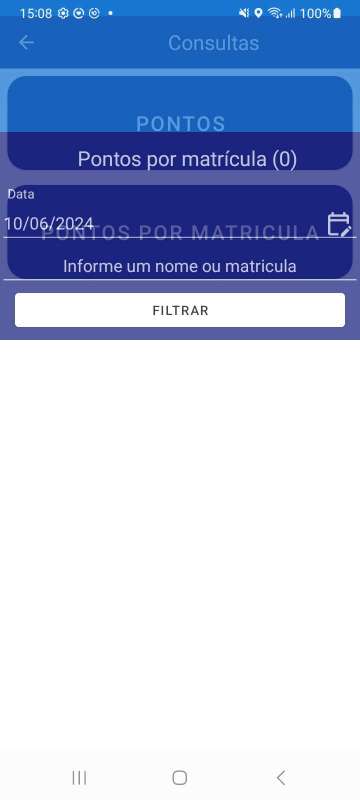 15:08 100%
Consultas
PONTOS
Pontos por matrícula (0)
Data
10/06/2024
PONTOS POR MATRICULA
Informe um nome ou matricula
FILTRAR